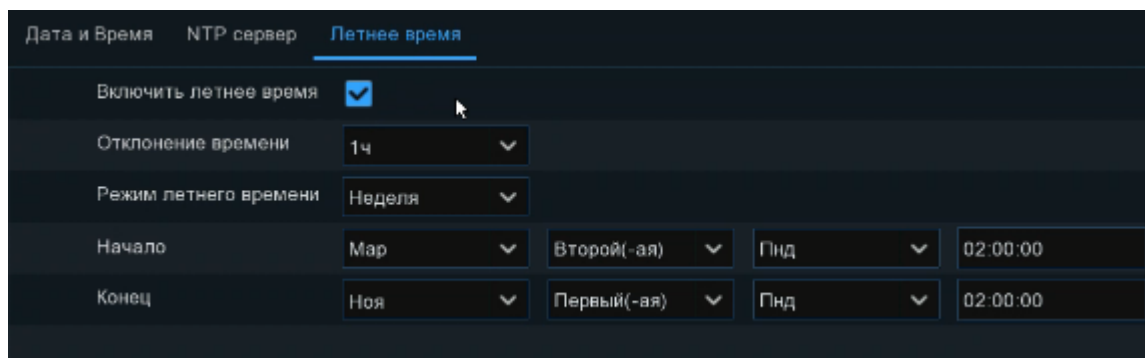 Дата и Время NTP сервер Летнее время
Включить летнее время
Отклонение времени 1ч
Режим летнего времени Неделя
Начало Мар Второй(-ая) Пнд 02:00:00
Конец Ноя Первый(-ая) Пнд 02:00:00